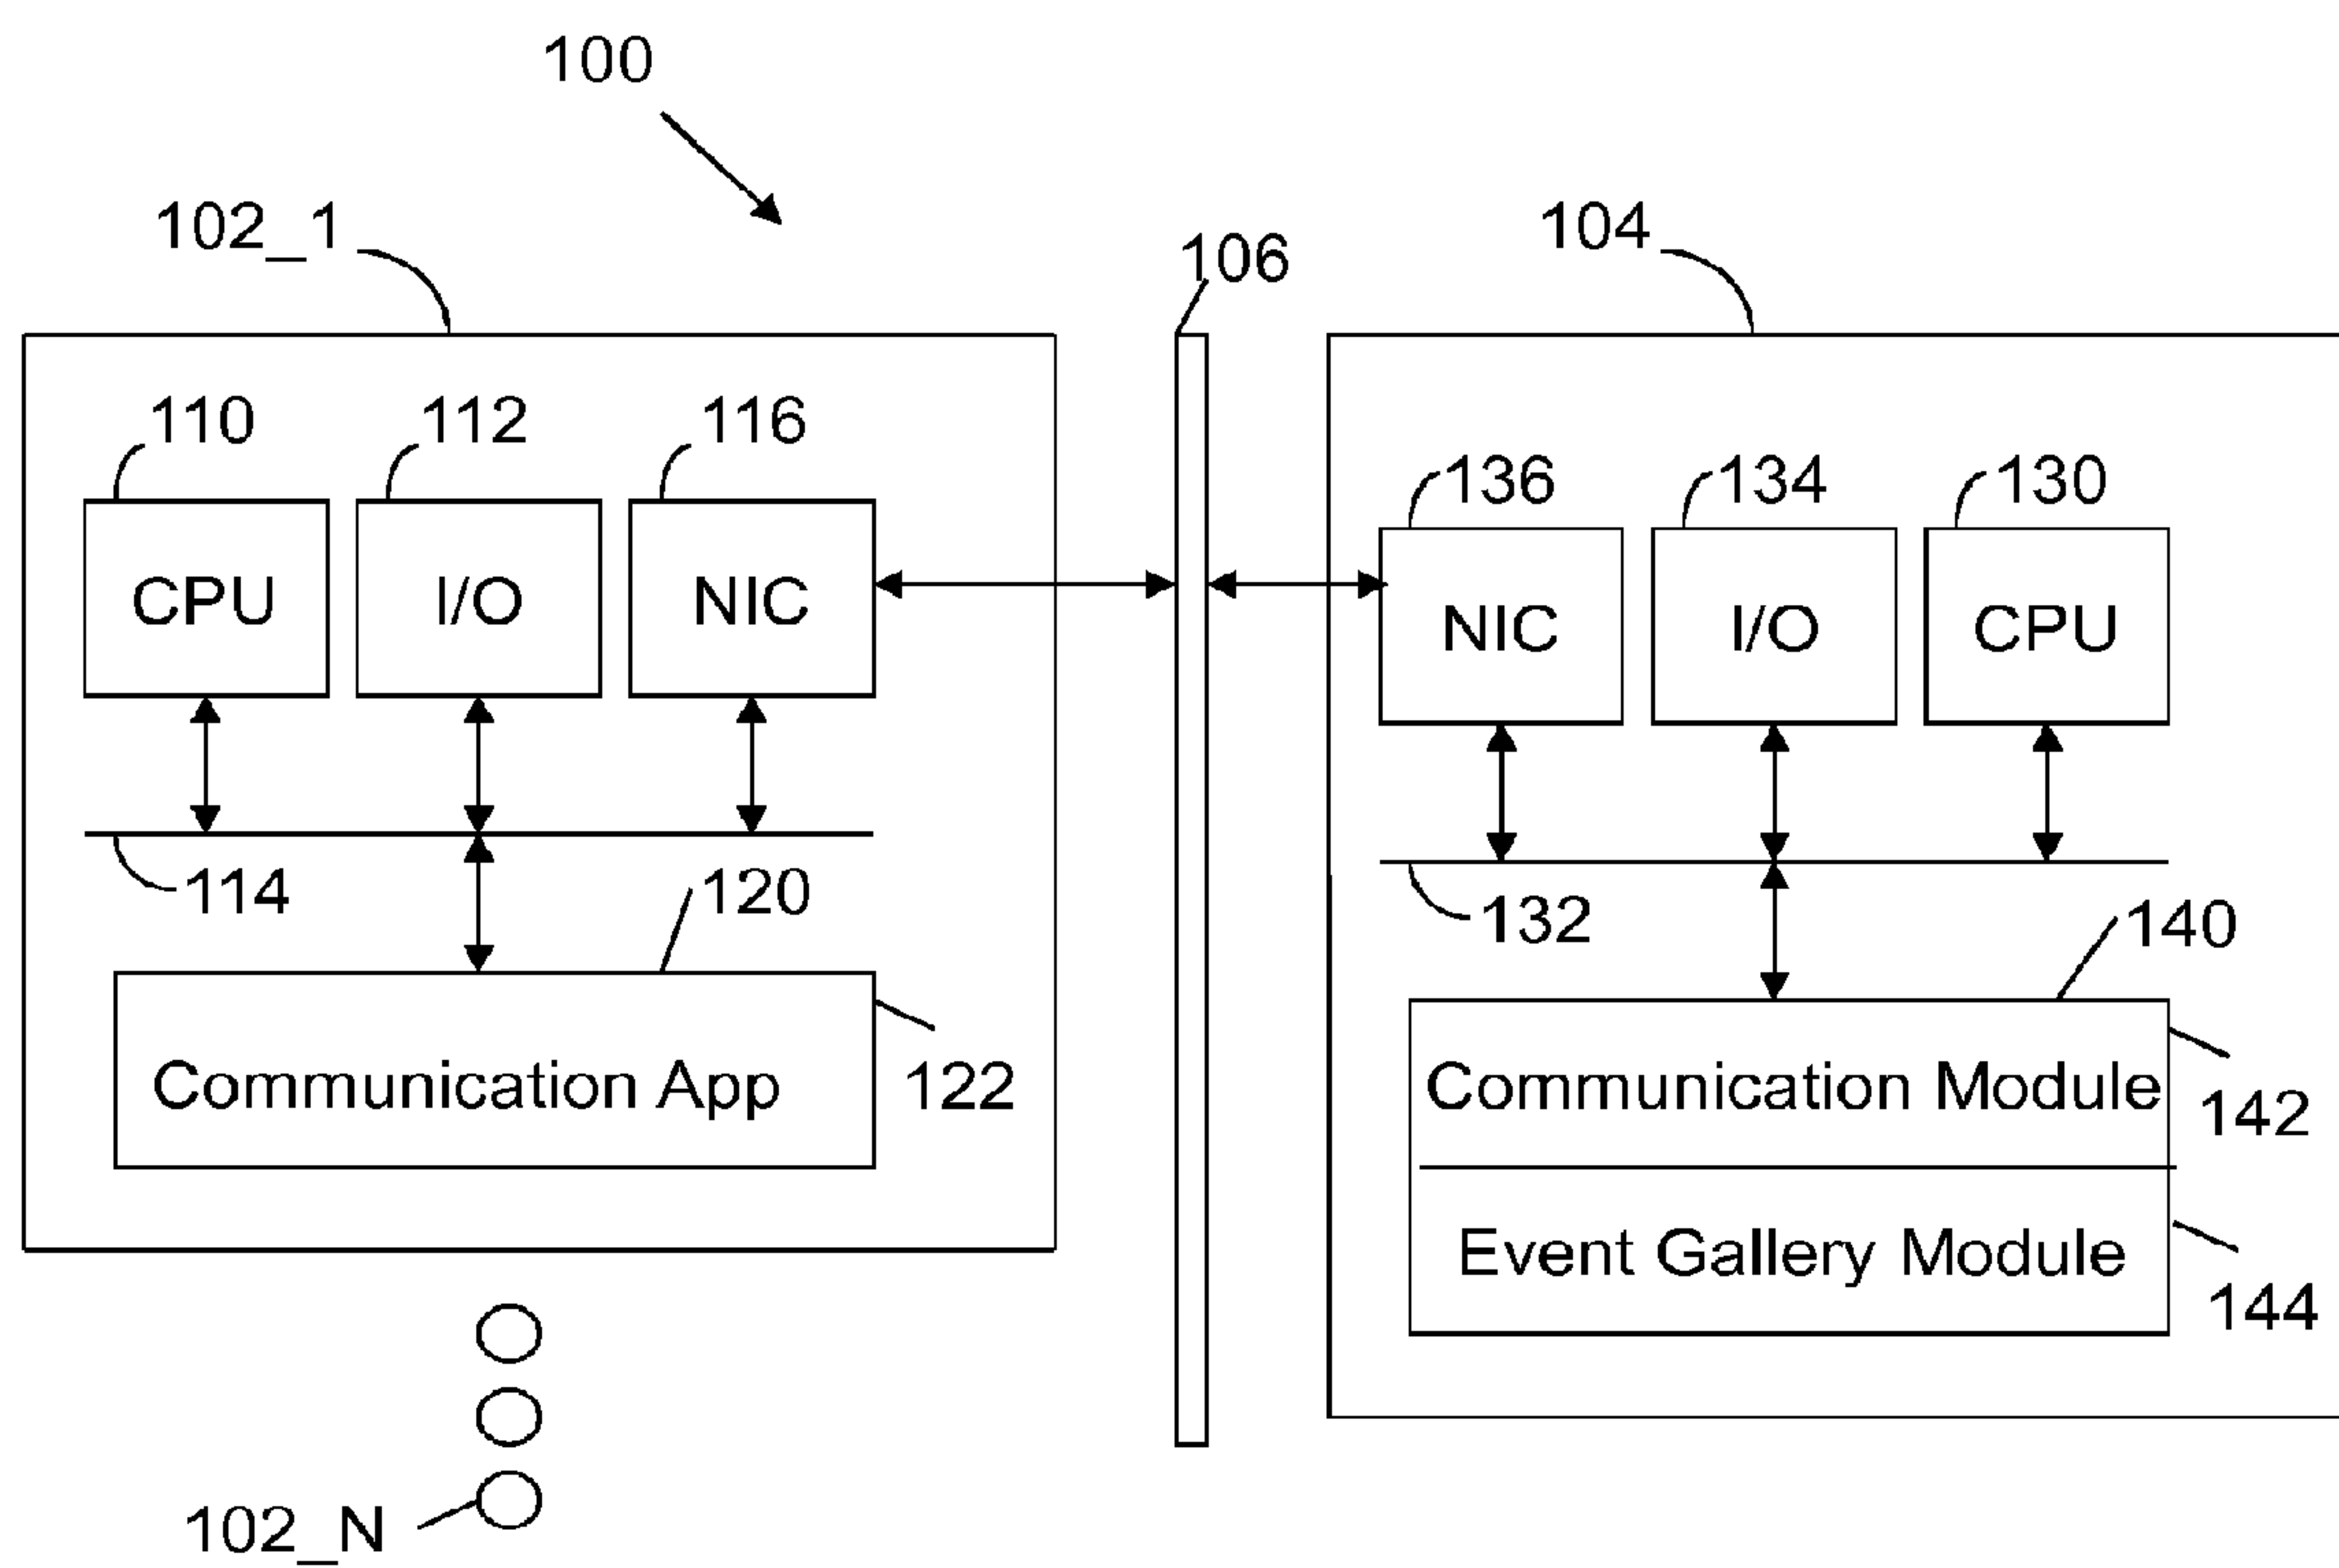 100
102_1
106
104
110
112
116
136
134
130
CPU
I/O
NIC
NIC
I/O
CPU
114
120
132
140
Communication App
122
Communication Module
142
Event Gallery Module
144
102_N